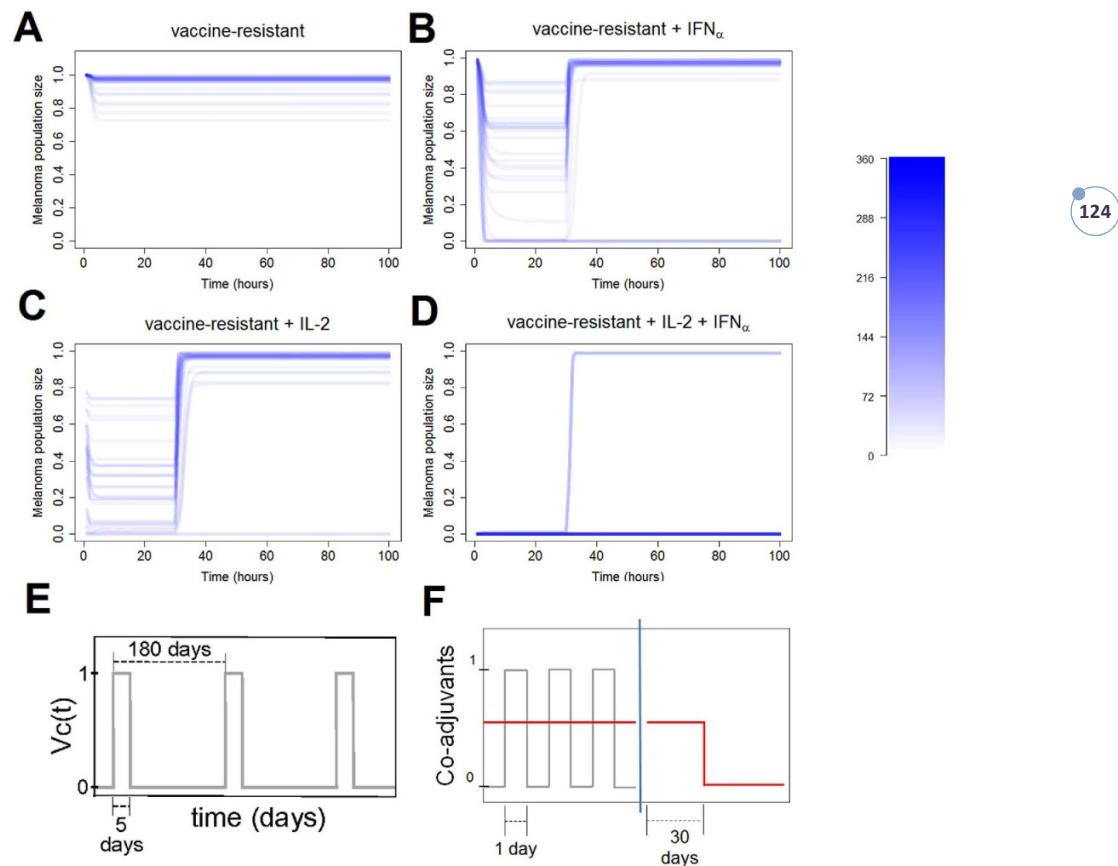 A
vaccine-resistant
Melanoma population size
1.0
0.8
0.6
0.4
0.2
0.0
0
20
40
60
80
100
Time (hours)
B
vaccine-resistant + IFNα
Melanoma population size
1.0
0.8
0.6
0.4
0.2
0.0
0
20
40
60
80
100
Time (hours)
360
288
216
144
72
0
124
C
vaccine-resistant + IL-2
Melanoma population size
1.0
0.8
0.6
0.4
0.2
0.0
0
20
40
60
80
100
Time (hours)
D
vaccine-resistant + IL-2 + IFNα
Melanoma population size
1.0
0.8
0.6
0.4
0.2
0.0
0
20
40
60
80
100
Time (hours)
E
180 days
Vc(t)
1
0
time (days)
5
days
F
Co-adjuvants
1
0
1 day
30
days